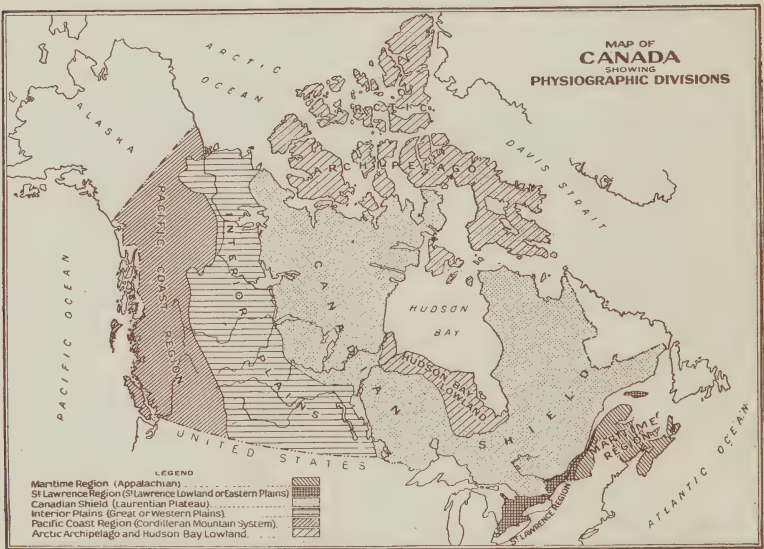 MAP OF
CANADA
SHOWING
PHYSIOGRAPHIC DIVISIONS
ARCTIC
OCEAN
ALASKA
ARCTIC
ARCHIPELAGO
DAVIS STRAIT
PACIFIC COAST REGION
INTERIOR PLAINS
CANADIAN SHIELD
HUDSON
BAY
HUDSON BAY
LOWLAND
PACIFIC OCEAN
UNITED STATES
MARITIME
REGION
ST LAWRENCE REGION
ATLANTIC OCEAN
LEGEND
Maritime Region (Appalachian)
St Lawrence Region (St Lawrence Lowland or Eastern Plains)
Canadian Shield (Laurentian Plateau)
Interior Plains (Great or Western Plains)
Pacific Coast Region (Cordilleran Mountain System)
Arctic Archipelago and Hudson Bay Lowland